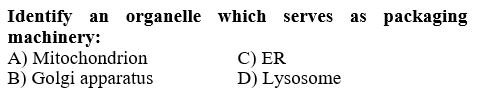 Identify an organelle which serves as packaging
machinery:
A) Mitochondrion C) ER
B) Golgi apparatus D) Lysosome